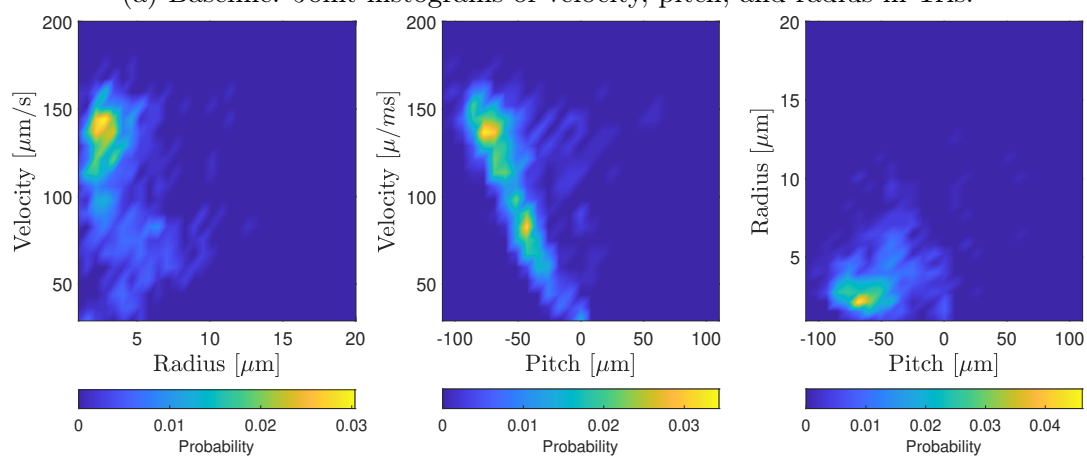 (a) Baseline: Joint histograms of velocity, pitch, and radius in Tris.
200
150
100
50
Velocity [μm/s]
5 10 15 20
Radius [μm]
0 0.01 0.02 0.03
Probability
200
150
100
50
Velocity [μ/ms]
-100 -50 0 50 100
Pitch [μm]
0 0.01 0.02 0.03
Probability
20
15
10
5
Radius [μm]
-100 -50 0 50 100
Pitch [μm]
0 0.01 0.02 0.03 0.04
Probability